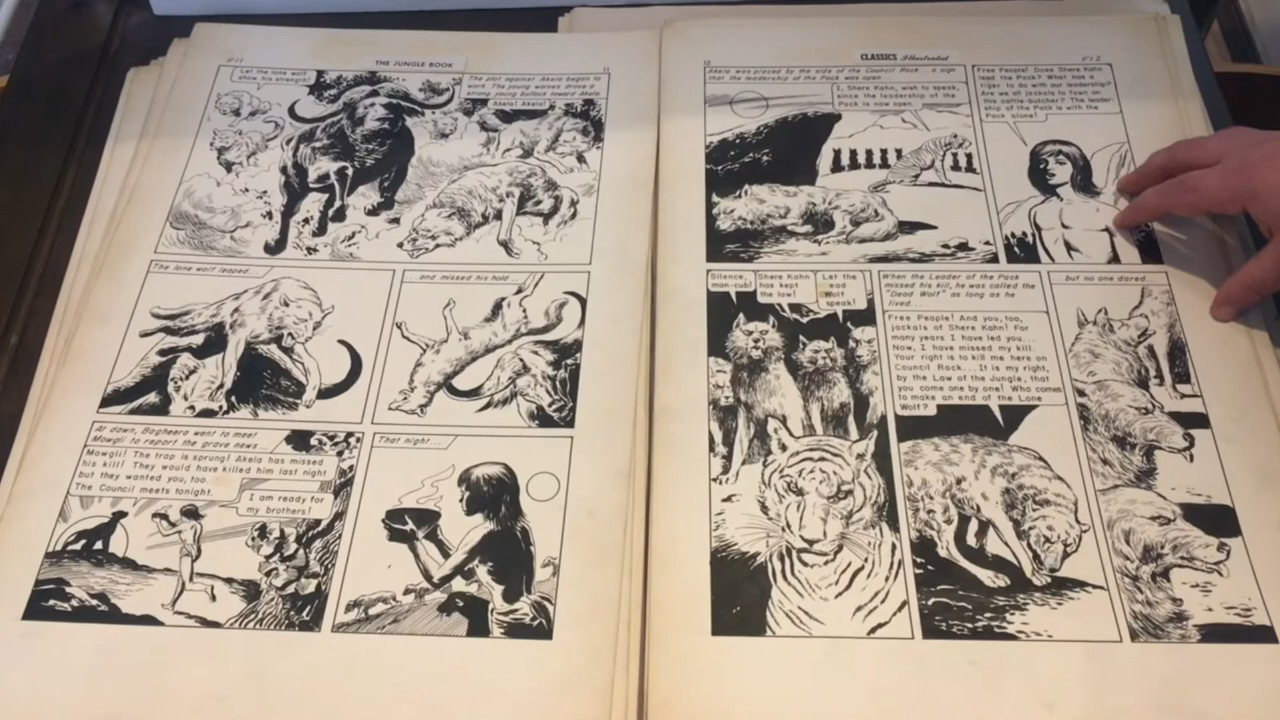 THE JUNGLE BOOK
11
Let the lone wolf
show his strength!
The plot against Akela began to
work. The young wolves drove a
strong young bullock toward Akela.
Akela! Akela!
The lone wolf leaped...
...and missed his hold...
At dawn, Bagheera went to meet
Mowgli to report the grave news...
Mowgli! The trap is sprung! Akela has missed
his kill! They would have killed him last night
but they wanted you, too.
The Council meets tonight.
I am ready for
my brothers!
That night...
12
CLASSICS Illustrated
Akela was placed by the side of the Council Rock a sign
that the leadership of the Pack was open...
I, Shere Kahn, wish to speak,
since the leadership of the
Pack is now open.
Free People! Does Shere Kahn
lead the Pack? What has a
tiger to do with our leadership?
Are we all jackals to fawn on
this cattle-butcher? The leader-
ship of the Pack is with the
Pack alone!
Silence,
man-cub!
Shere Kahn
has kept
the law!
Let the
ead
Wolf
speak!
When the Leader of the Pack
missed his kill, he was called the
"Dead Wolf" as long as he
lived...
Free People! And you, too,
jackals of Shere Kahn! For
many years I have led you...
Now, I have missed my kill.
Your right is to kill me here on
Council Rock... It is my right,
by the Law of the Jungle, that
you come one by one! Who comes
to make an end of the Lone
Wolf?
but no one dared...